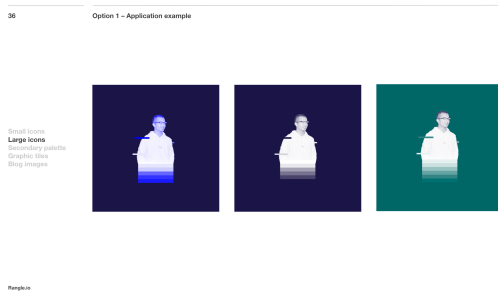 36
Option 1 – Application example
Small icons
Large icons
Secondary palette
Graphic tiles
Blog images
Rangle.io